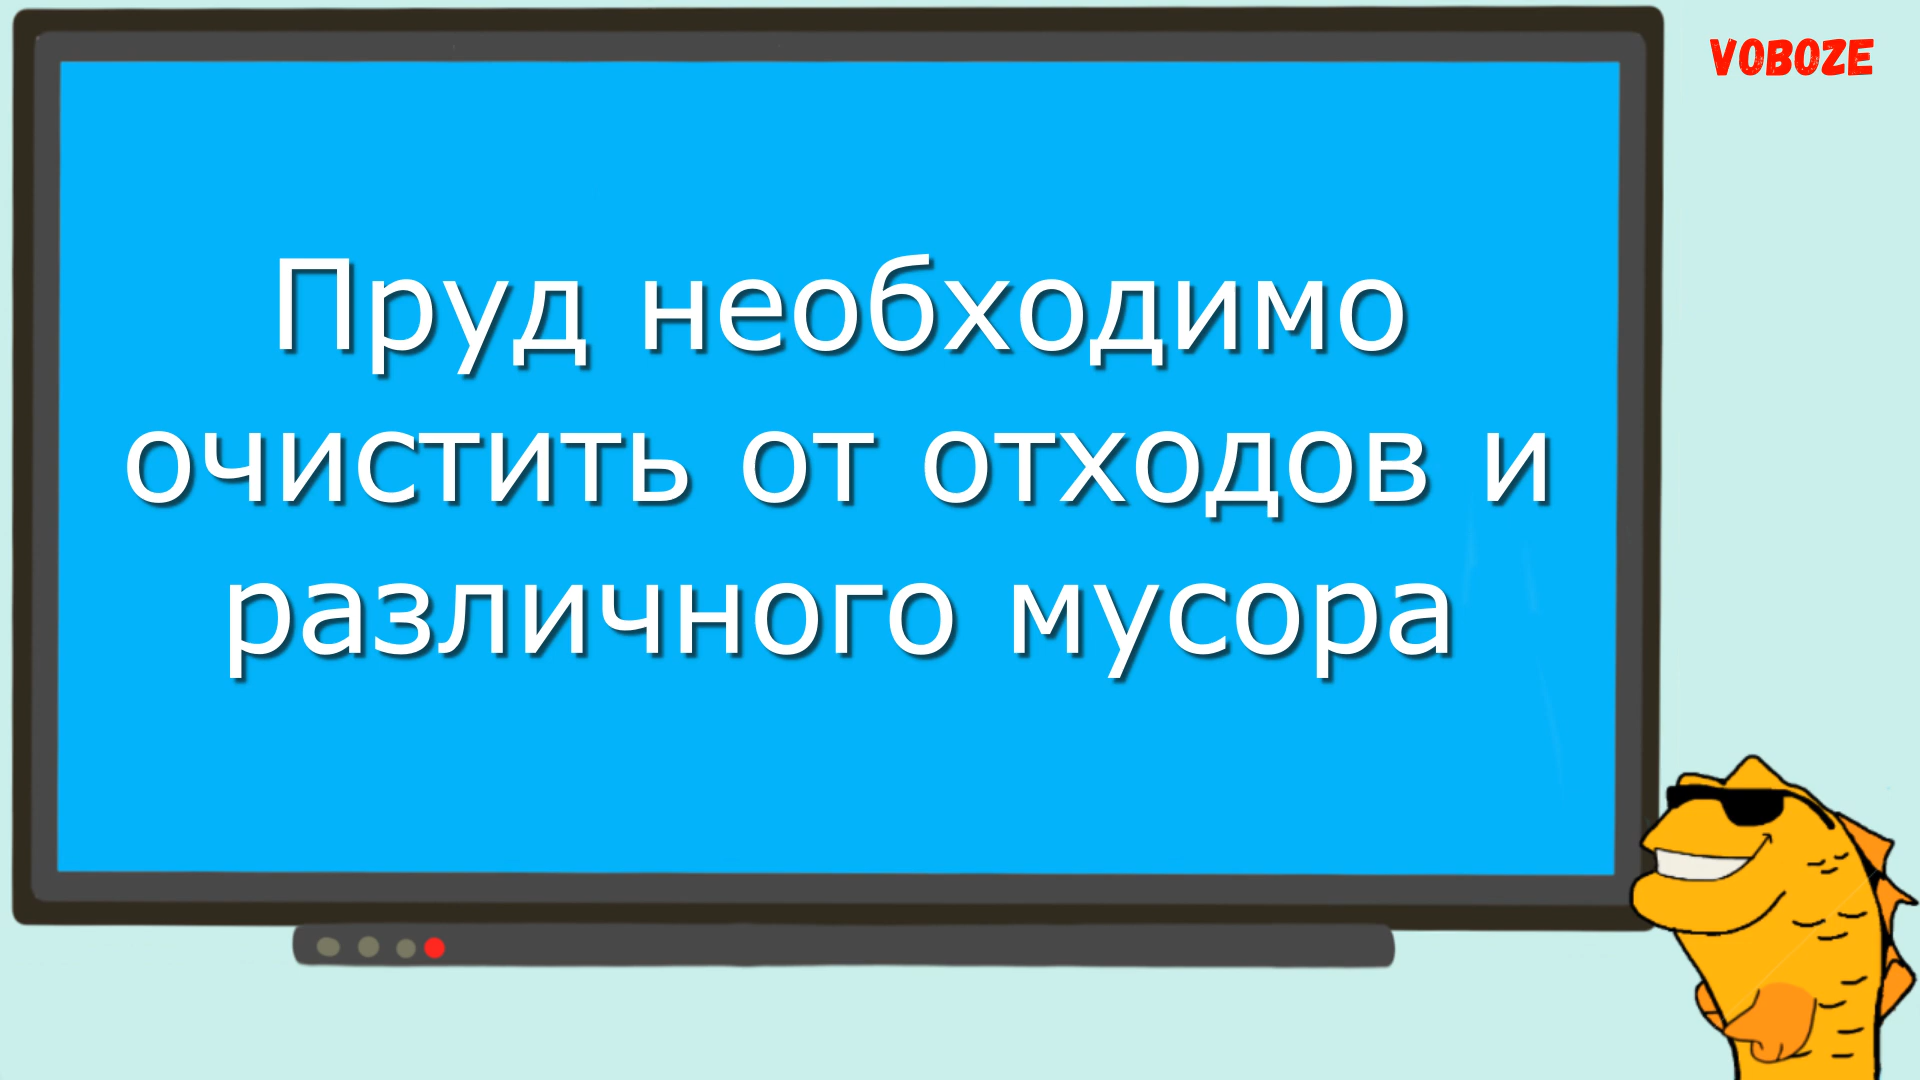 VOBOZE
Пруд необходимо
очистить от отходов и
различного мусора